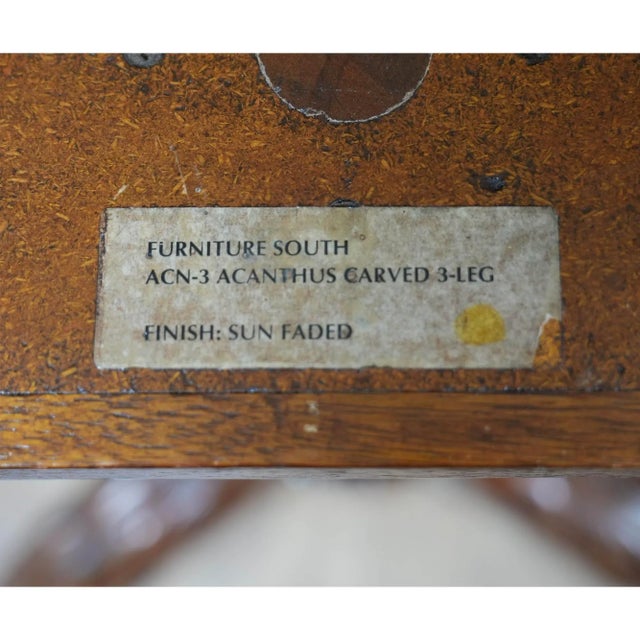 FURNITURE SOUTH
ACN-3 ACANTHUS CARVED 3-LEG
FINISH: SUN FADED